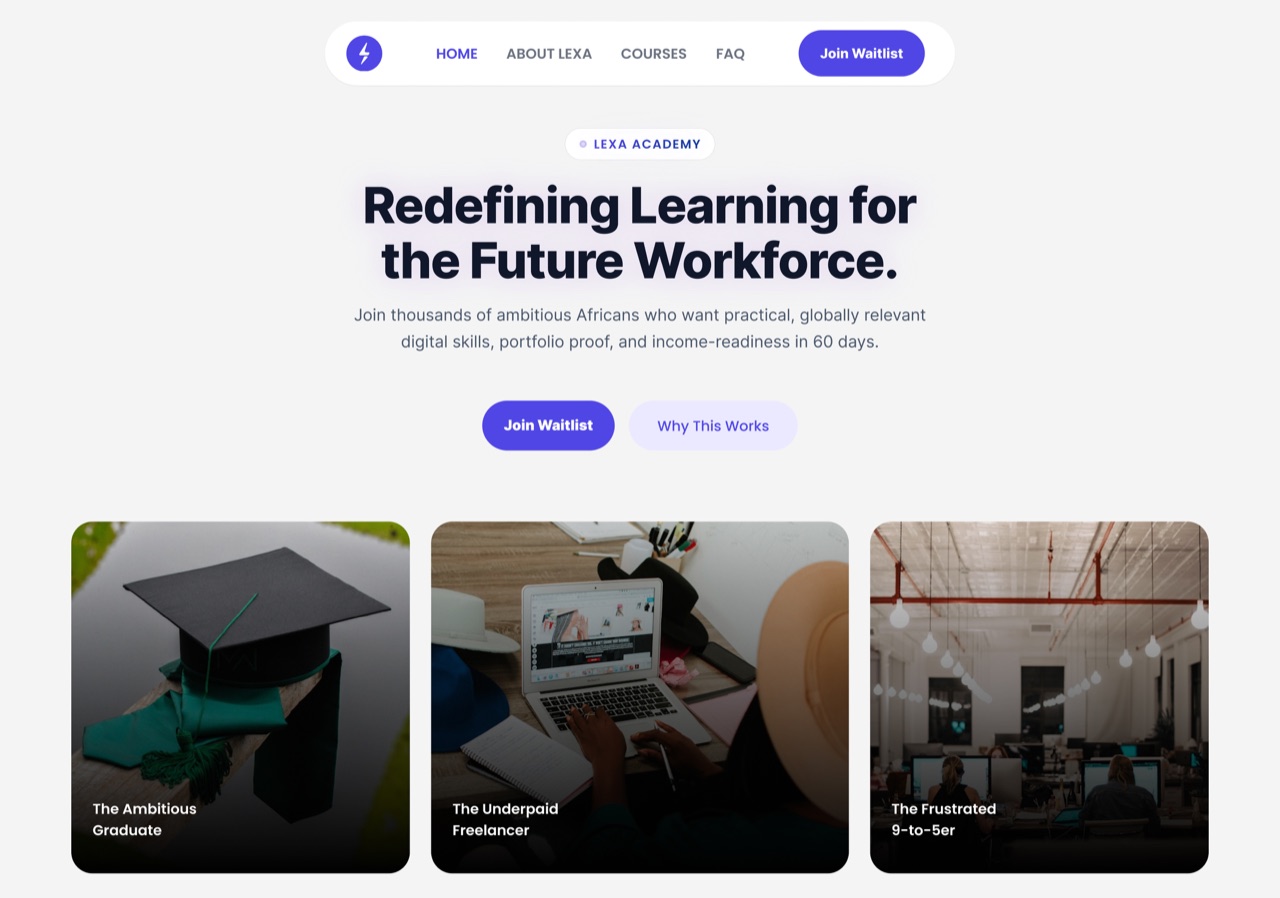 HOME ABOUT LEXA COURSES FAQ Join Waitlist
LEXA ACADEMY
Redefining Learning for
the Future Workforce.
Join thousands of ambitious Africans who want practical, globally relevant
digital skills, portfolio proof, and income-readiness in 60 days.
Join Waitlist Why This Works
The Ambitious
Graduate
The Underpaid
Freelancer
The Frustrated
9-to-5er